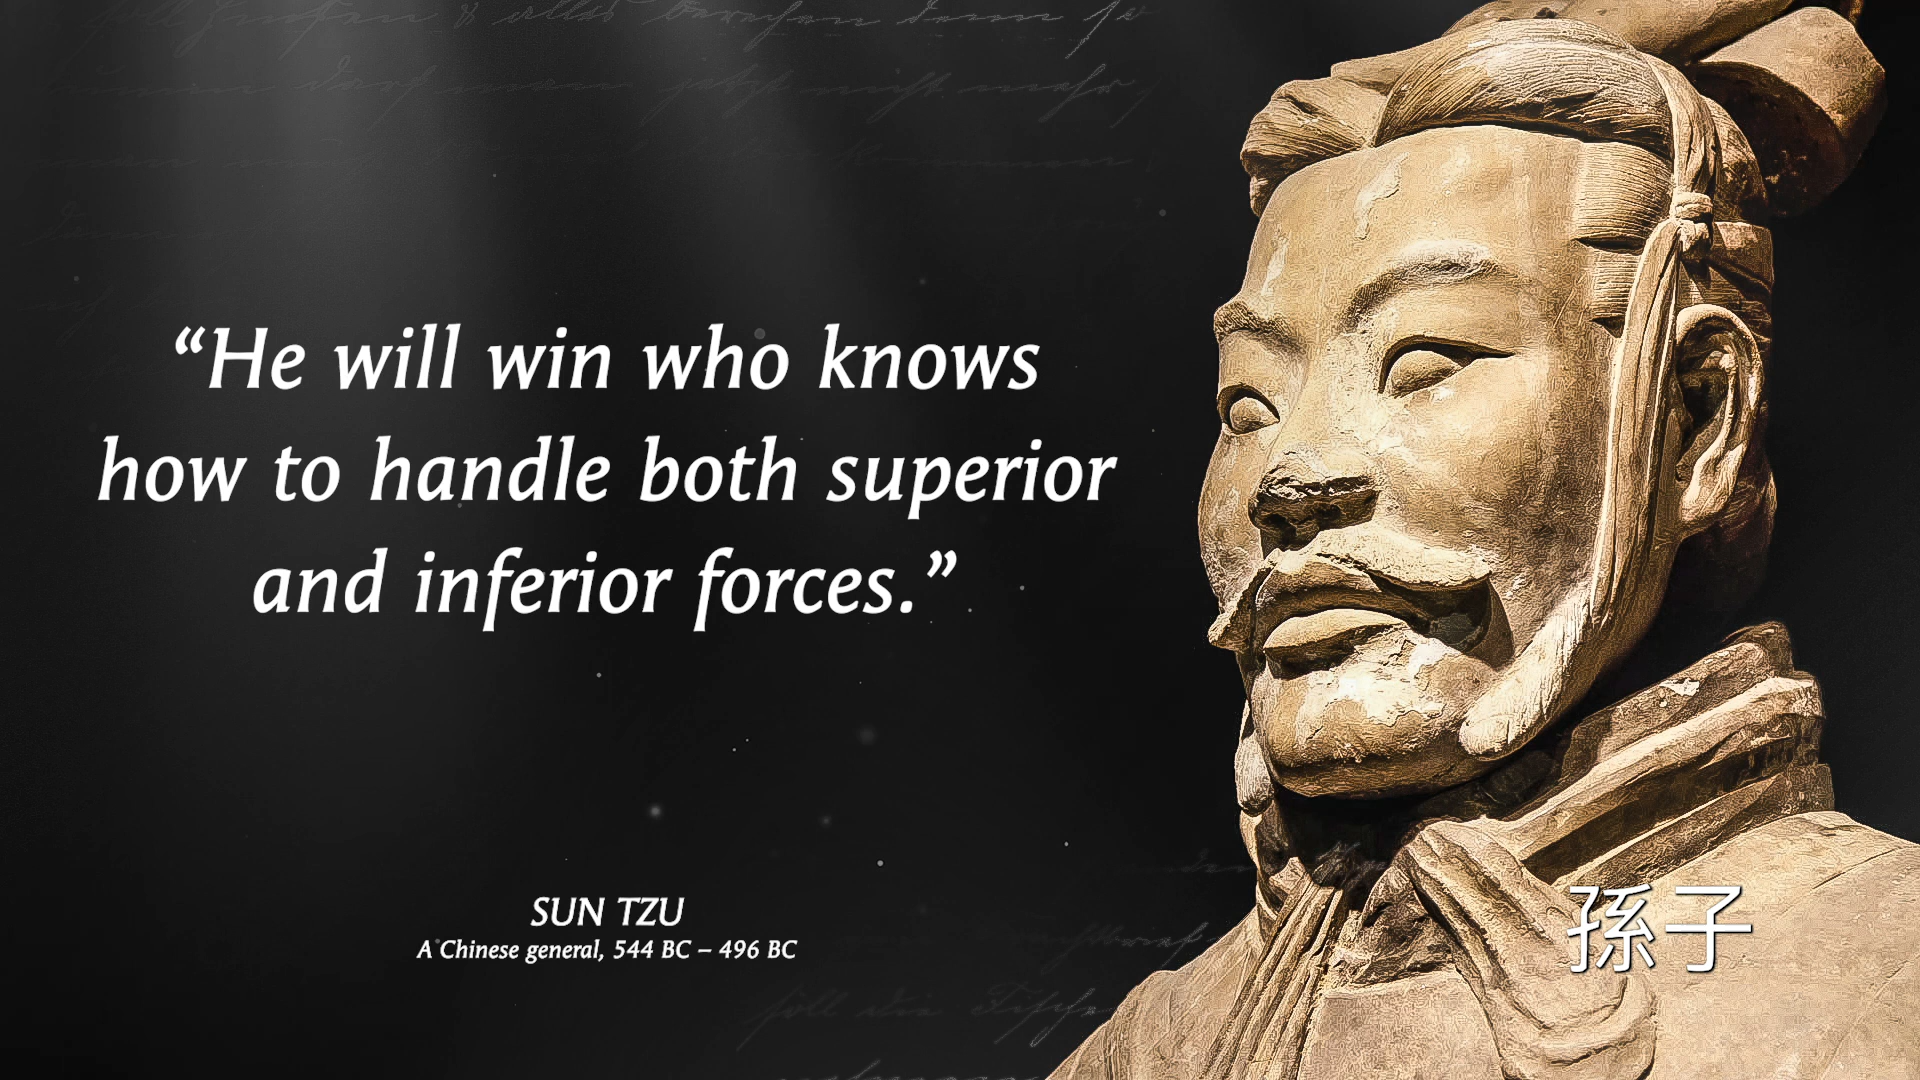 “He will win who knows
how to handle both superior
and inferior forces.”
SUN TZU
A Chinese general, 544 BC – 496 BC
孫子